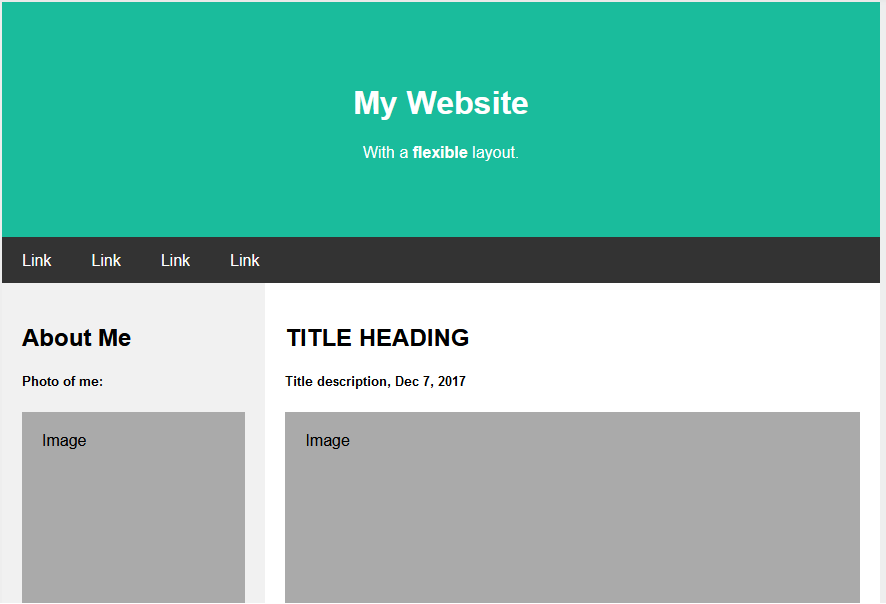 My Website
With a flexible layout.
Link Link Link Link
About Me
Photo of me:
Image
TITLE HEADING
Title description, Dec 7, 2017
Image